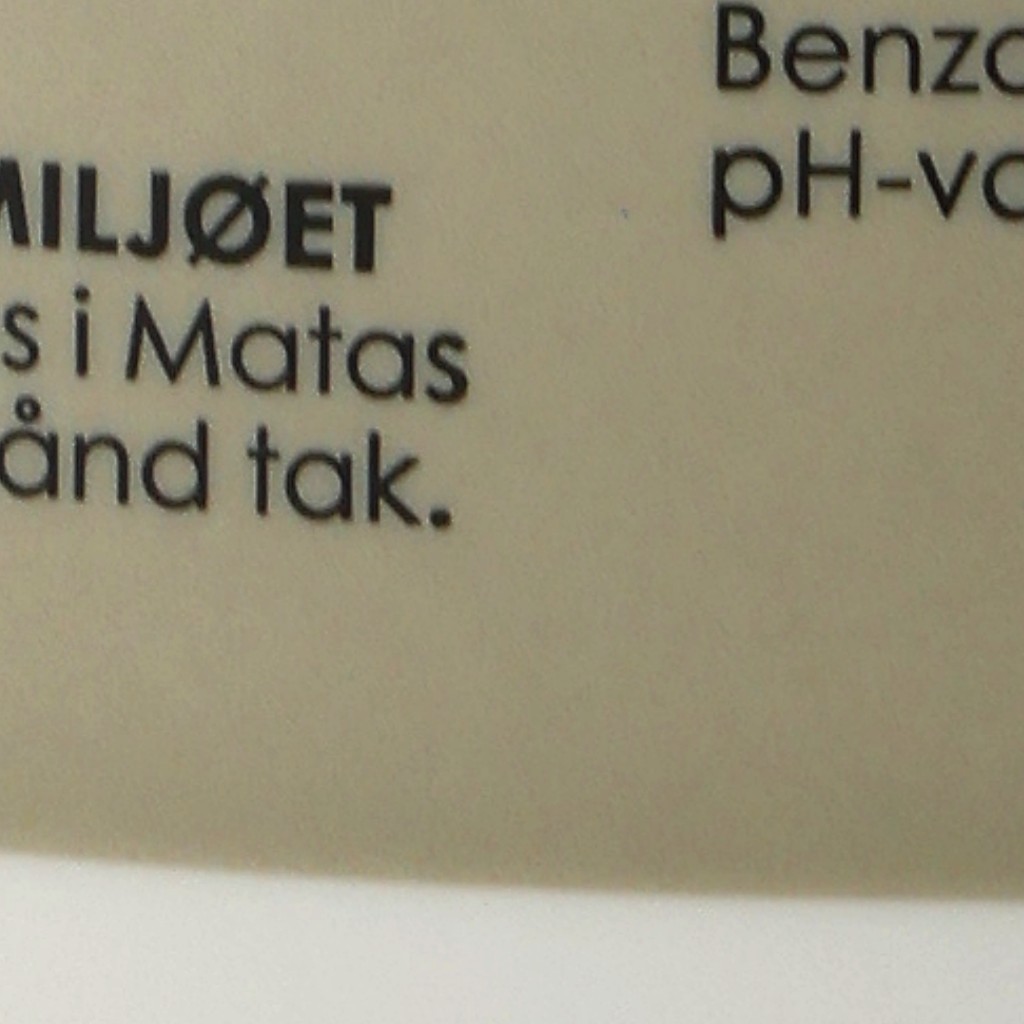 MILJØET
s i Matas
ånd tak.
Benzo
pH-va